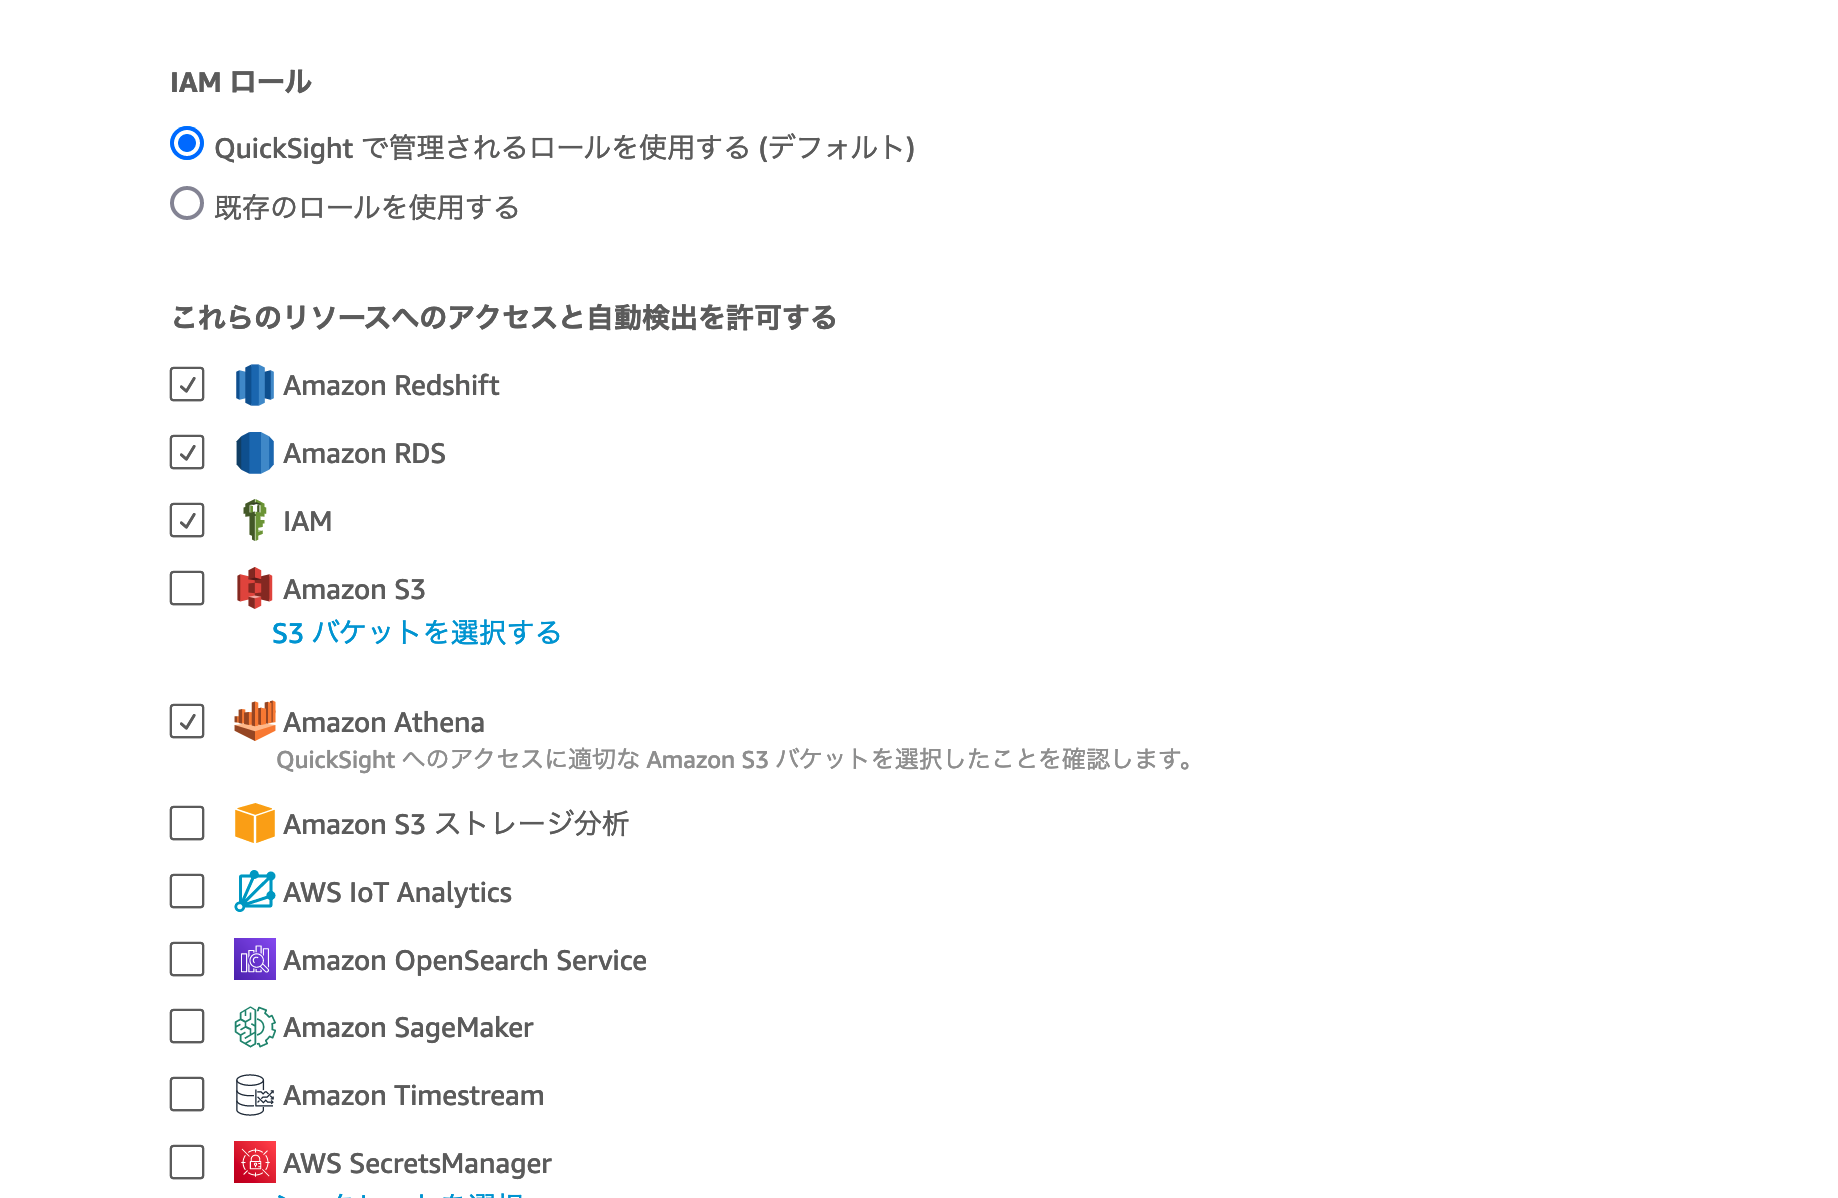 IAM ロール
QuickSight で管理されるロールを使用する (デフォルト)
既存のロールを使用する
これらのリソースへのアクセスと自動検出を許可する
Amazon Redshift
Amazon RDS
IAM
Amazon S3
S3 バケットを選択する
Amazon Athena
QuickSight へのアクセスに適切な Amazon S3 バケットを選択したことを確認します。
Amazon S3 ストレージ分析
AWS IoT Analytics
Amazon OpenSearch Service
Amazon SageMaker
Amazon Timestream
AWS SecretsManager